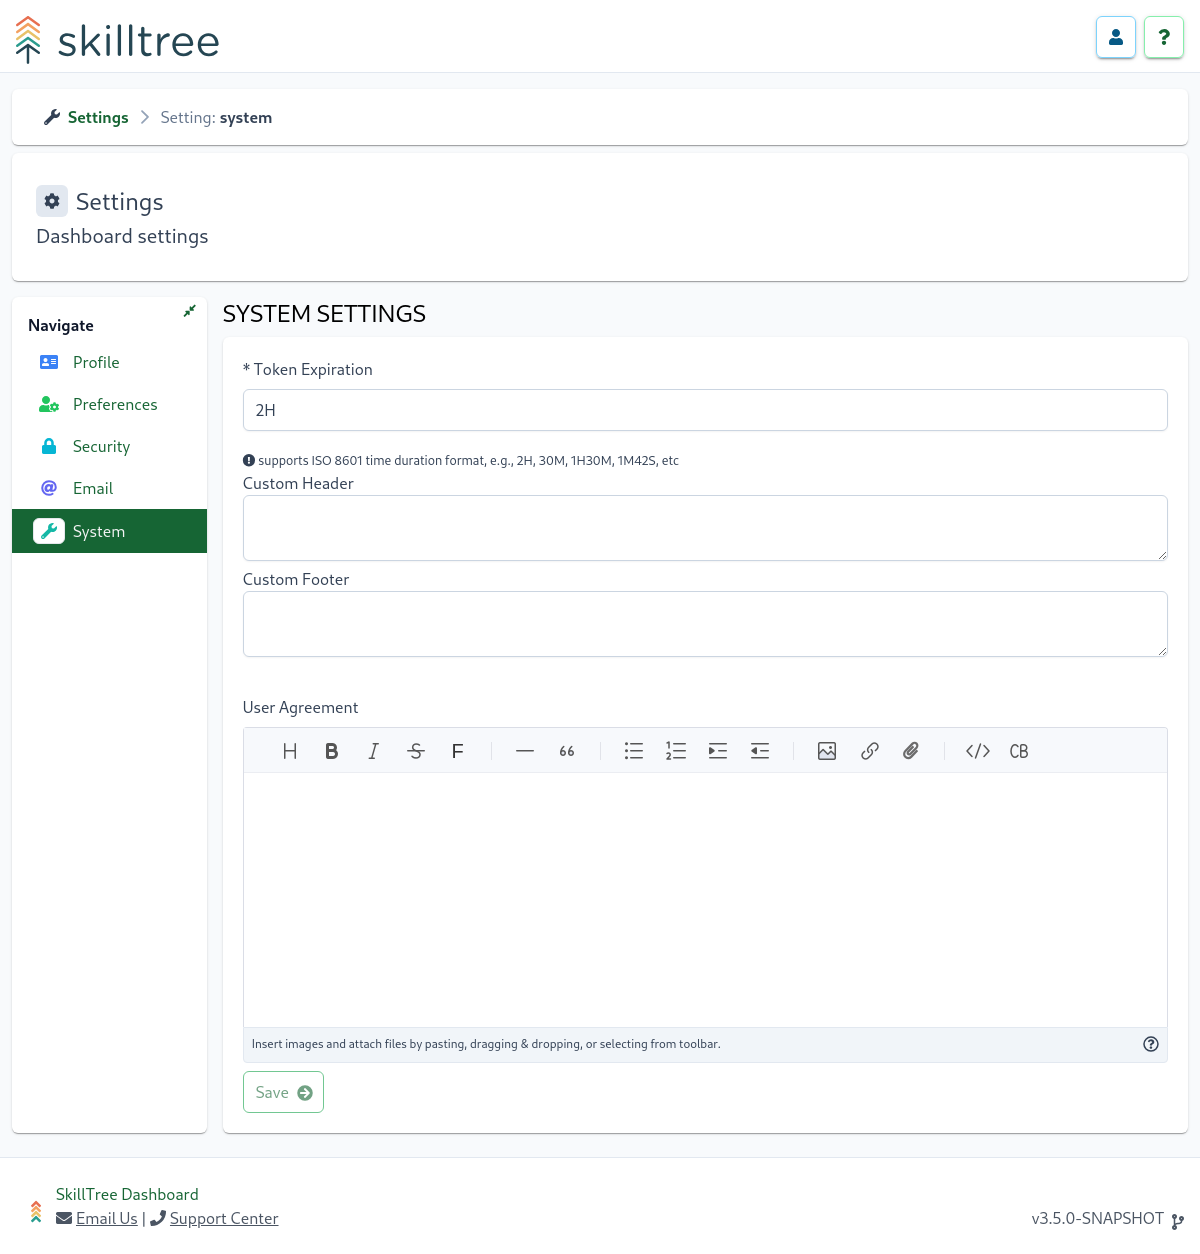 skilltree
?
Settings > Setting: system
Settings
Dashboard settings
Navigate
Profile
Preferences
Security
Email
System
SYSTEM SETTINGS
* Token Expiration
2H
supports ISO 8601 time duration format, e.g., 2H, 30M, 1H30M, 1M42S, etc
Custom Header
Custom Footer
User Agreement
H B I S F — 66 </> CB
Insert images and attach files by pasting, dragging & dropping, or selecting from toolbar.
Save
SkillTree Dashboard
Email Us | Support Center
v3.5.0-SNAPSHOT